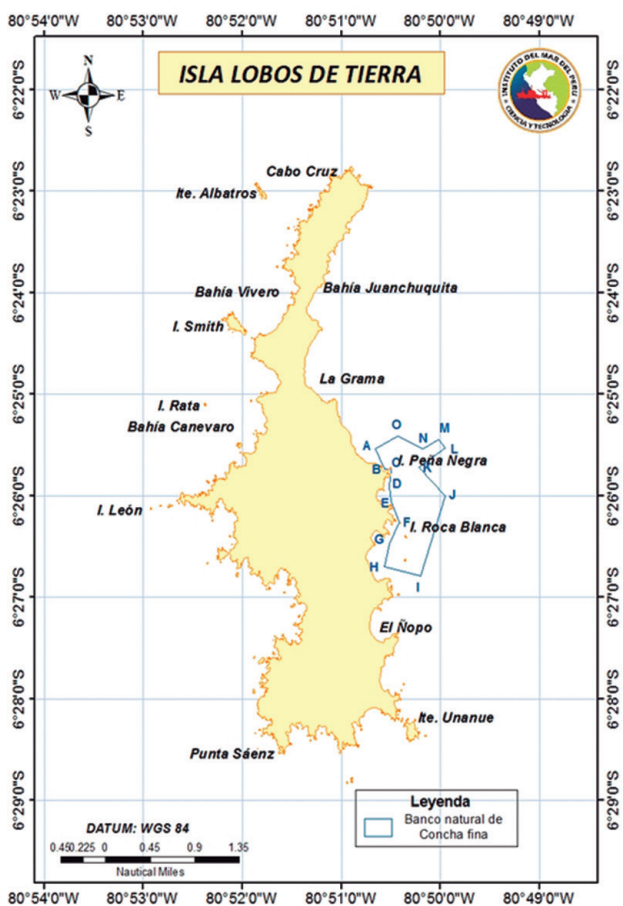 80°54'0"W 80°53'0"W 80°52'0"W 80°51'0"W 80°50'0"W 80°49'0"W
ISLA LOBOS DE TIERRA
N
W E
S
INSTITUTO DEL MAR DEL PERU
CIENCIA Y TECNOLOGIA
6°22'0"S 6°22'0"S
Cabo Cruz
6°23'0"S 6°23'0"S
Ite. Albatros
Bahía Vivero
Bahía Juanchuquita
6°24'0"S 6°24'0"S
I. Smith
La Grama
6°25'0"S 6°25'0"S
I. Rata
Bahía Canevaro
O
M
N
A
L
C
I. Peña Negra
B
K
D
6°26'0"S 6°26'0"S
J
E
I. León
F
I. Roca Blanca
G
H
I
6°27'0"S 6°27'0"S
El Ñopo
6°28'0"S 6°28'0"S
Ite. Unanue
Punta Sáenz
6°29'0"S 6°29'0"S
Leyenda
Banco natural de
Concha fina
DATUM: WGS 84
0.45 0.225 0 0.45 0.9 1.35
Nautical Miles
80°54'0"W 80°53'0"W 80°52'0"W 80°51'0"W 80°50'0"W 80°49'0"W